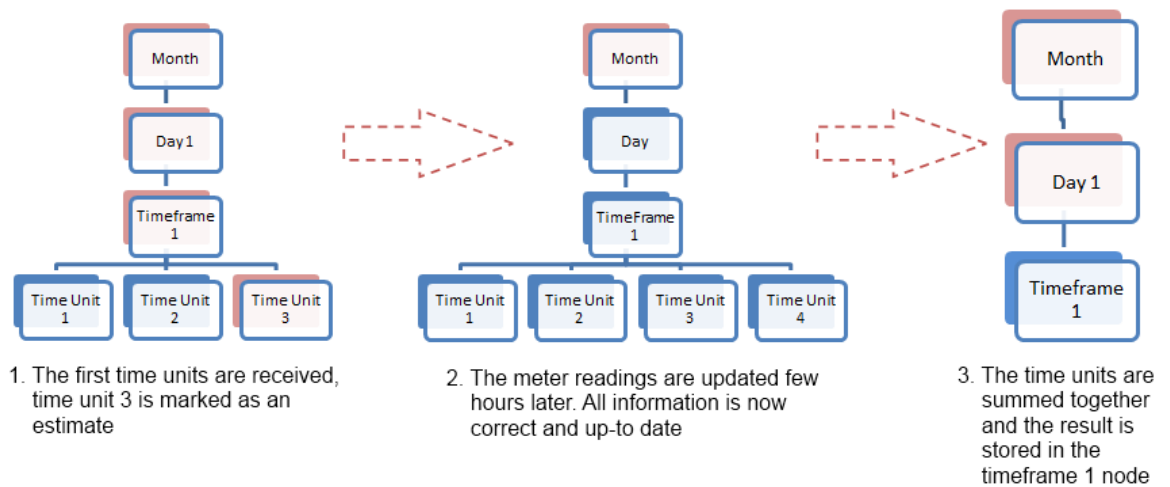 Month
Day 1
Timeframe
1
Time Unit
1
Time Unit
2
Time Unit
3
1. The first time units are received,
time unit 3 is marked as an
estimate
Month
Day
TimeFrame
1
Time Unit
1
Time Unit
2
Time Unit
3
Time Unit
4
2. The meter readings are updated few
hours later. All information is now
correct and up-to date
Month
Day 1
Timeframe
1
3. The time units are
summed together
and the result is
stored in the
timeframe 1 node